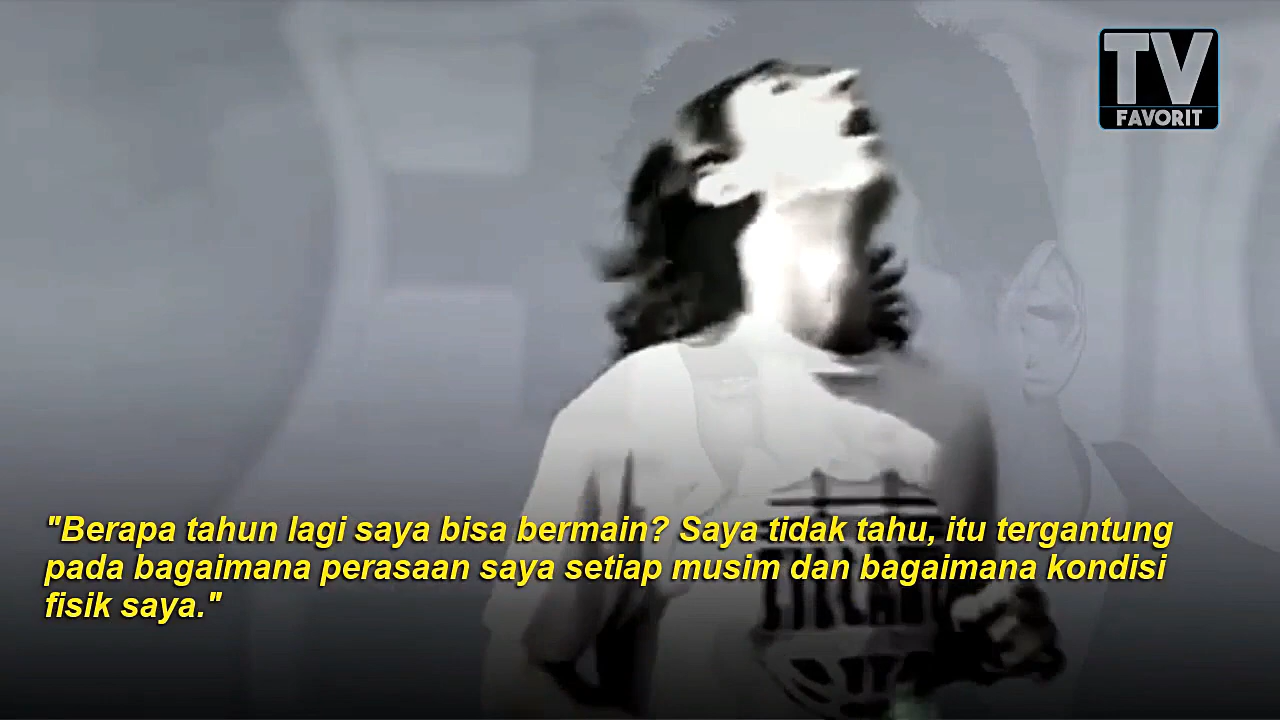 TV
FAVORIT
"Berapa tahun lagi saya bisa bermain? Saya tidak tahu, itu tergantung
pada bagaimana perasaan saya setiap musim dan bagaimana kondisi
fisik saya."